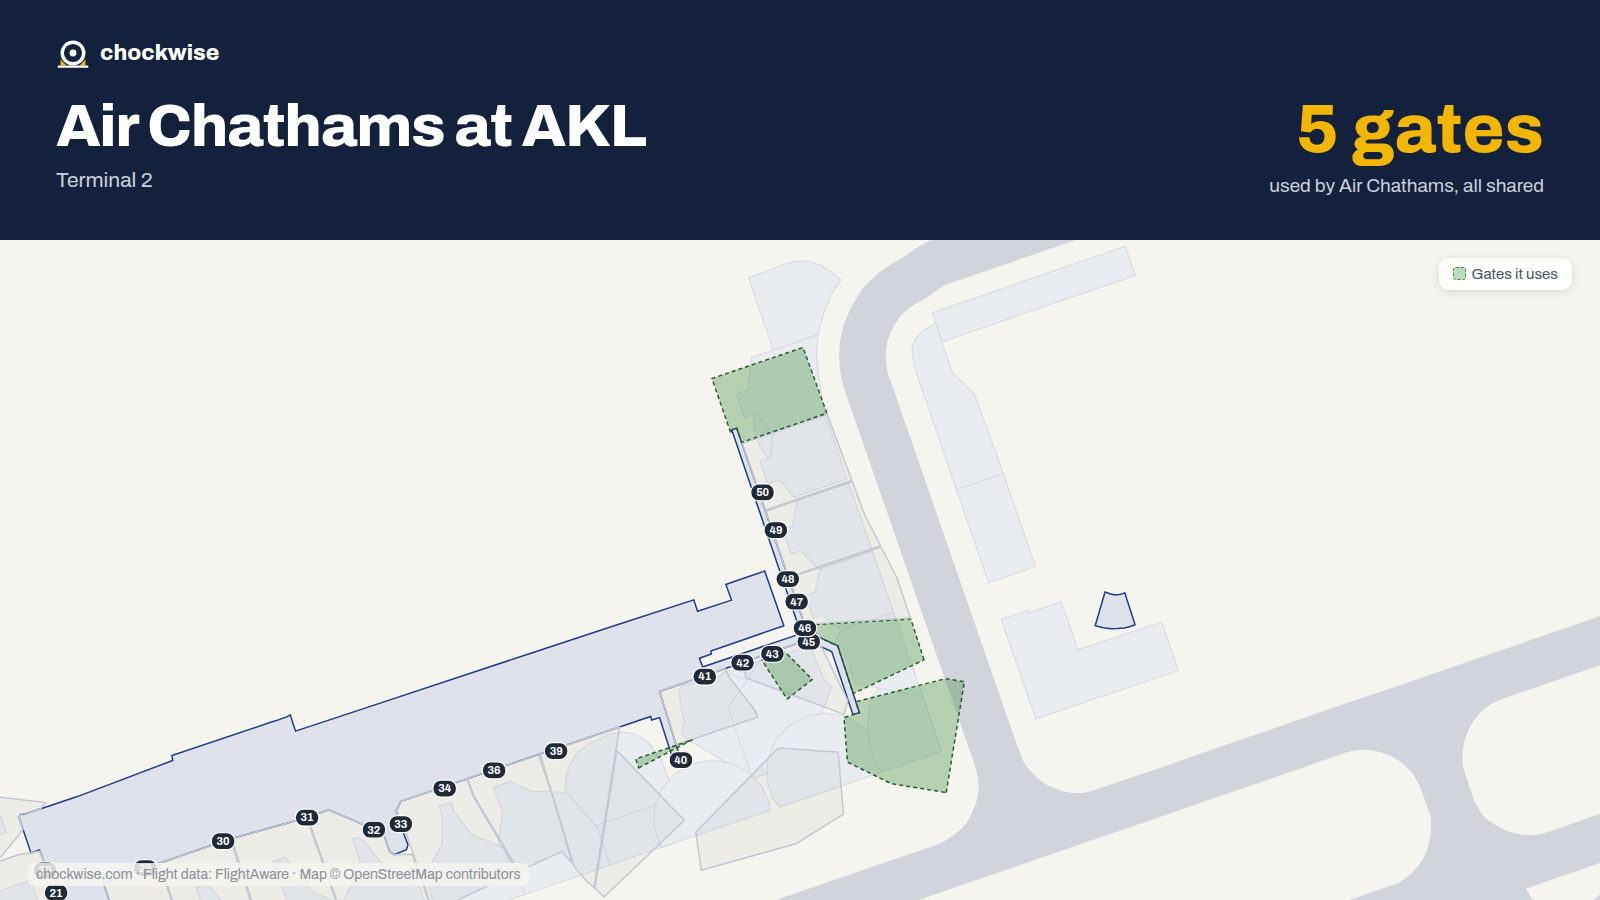 chockwise
Air Chathams at AKL
Terminal 2
5 gates
used by Air Chathams, all shared
Gates it uses
50
49
48
47
46
45
43
42
41
40
39
36
34
33
32
31
30
21
chockwise.com · Flight data: FlightAware · Map © OpenStreetMap contributors